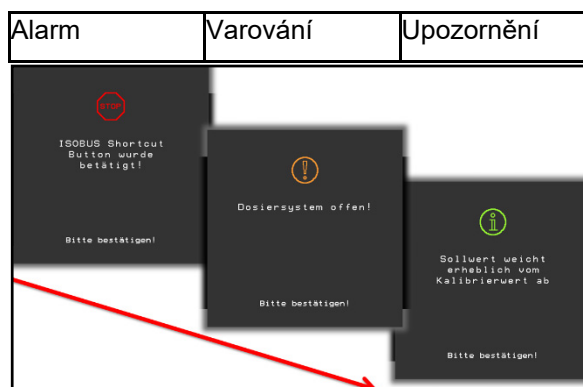 Alarm
Varování
Upozornění
STOP
ISOBUS Shortcut
Button wurde
betätigt!
Bitte bestätigen!
Dosiersystem offen!
Bitte bestätigen!
Sollwert weicht
erheblich vom
Kalibrierwert ab
Bitte bestätigen!